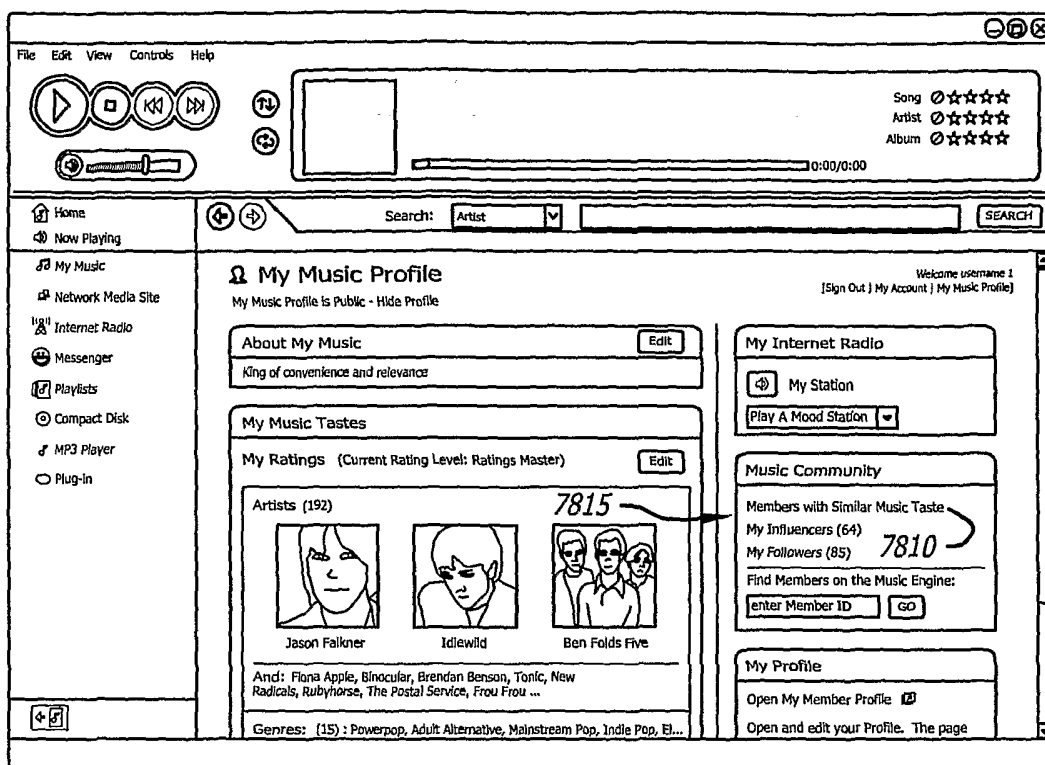 File Edit View Controls Help
Song
Artist
Album
0:00/0:00
Home
Now Playing
My Music
Network Media Site
Internet Radio
Messenger
Playlists
Compact Disk
MP3 Player
Plug-in
Search: Artist SEARCH
My Music Profile
My Music Profile is Public - Hide Profile
Welcome username 1
[Sign Out | My Account | My Music Profile]
About My Music Edit
King of convenience and relevance
My Music Tastes
My Ratings (Current Rating Level: Ratings Master) Edit
Artists (192)
7815
Jason Falkner Idlewild Ben Folds Five
And: Fiona Apple, Binocular, Brendan Benson, Tonic, New
Radicals, Rubyhorse, The Postal Service, Frou Frou ...
Genres: (15) : Powerpop, Adult Alternative, Mainstream Pop, Indie Pop, El...
My Internet Radio
My Station
Play A Mood Station
Music Community
Members with Similar Music Taste
My Influencers (64)
My Followers (85) 7810
Find Members on the Music Engine:
enter Member ID GO
My Profile
Open My Member Profile
Open and edit your Profile. The page